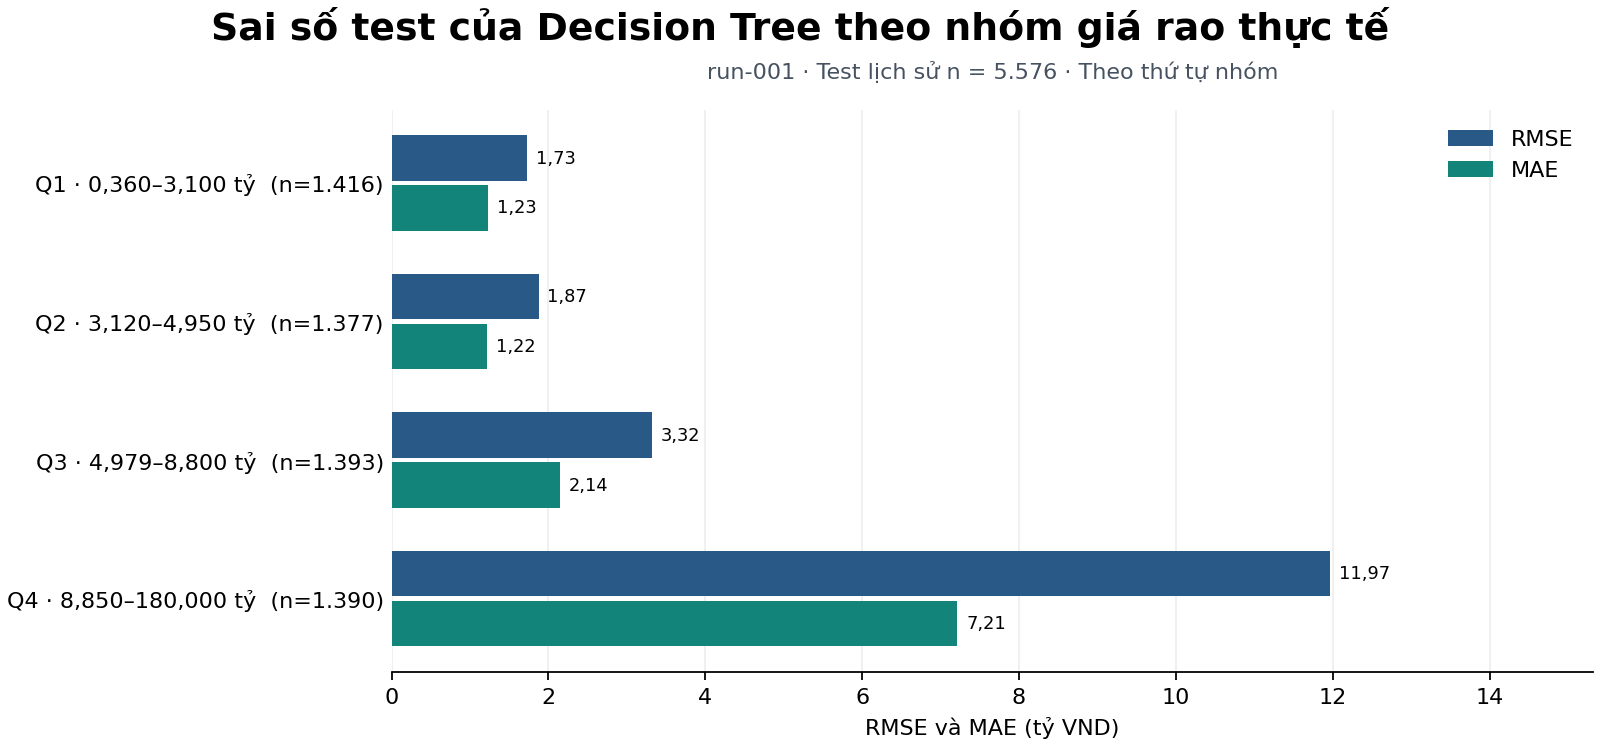 Sai số test của Decision Tree theo nhóm giá rao thực tế
run-001 · Test lịch sử n = 5.576 · Theo thứ tự nhóm
RMSE
MAE
Q1 · 0,360–3,100 tỷ  (n=1.416)
1,73
1,23
Q2 · 3,120–4,950 tỷ  (n=1.377)
1,87
1,22
Q3 · 4,979–8,800 tỷ  (n=1.393)
3,32
2,14
Q4 · 8,850–180,000 tỷ  (n=1.390)
11,97
7,21
0 2 4 6 8 10 12 14
RMSE và MAE (tỷ VND)